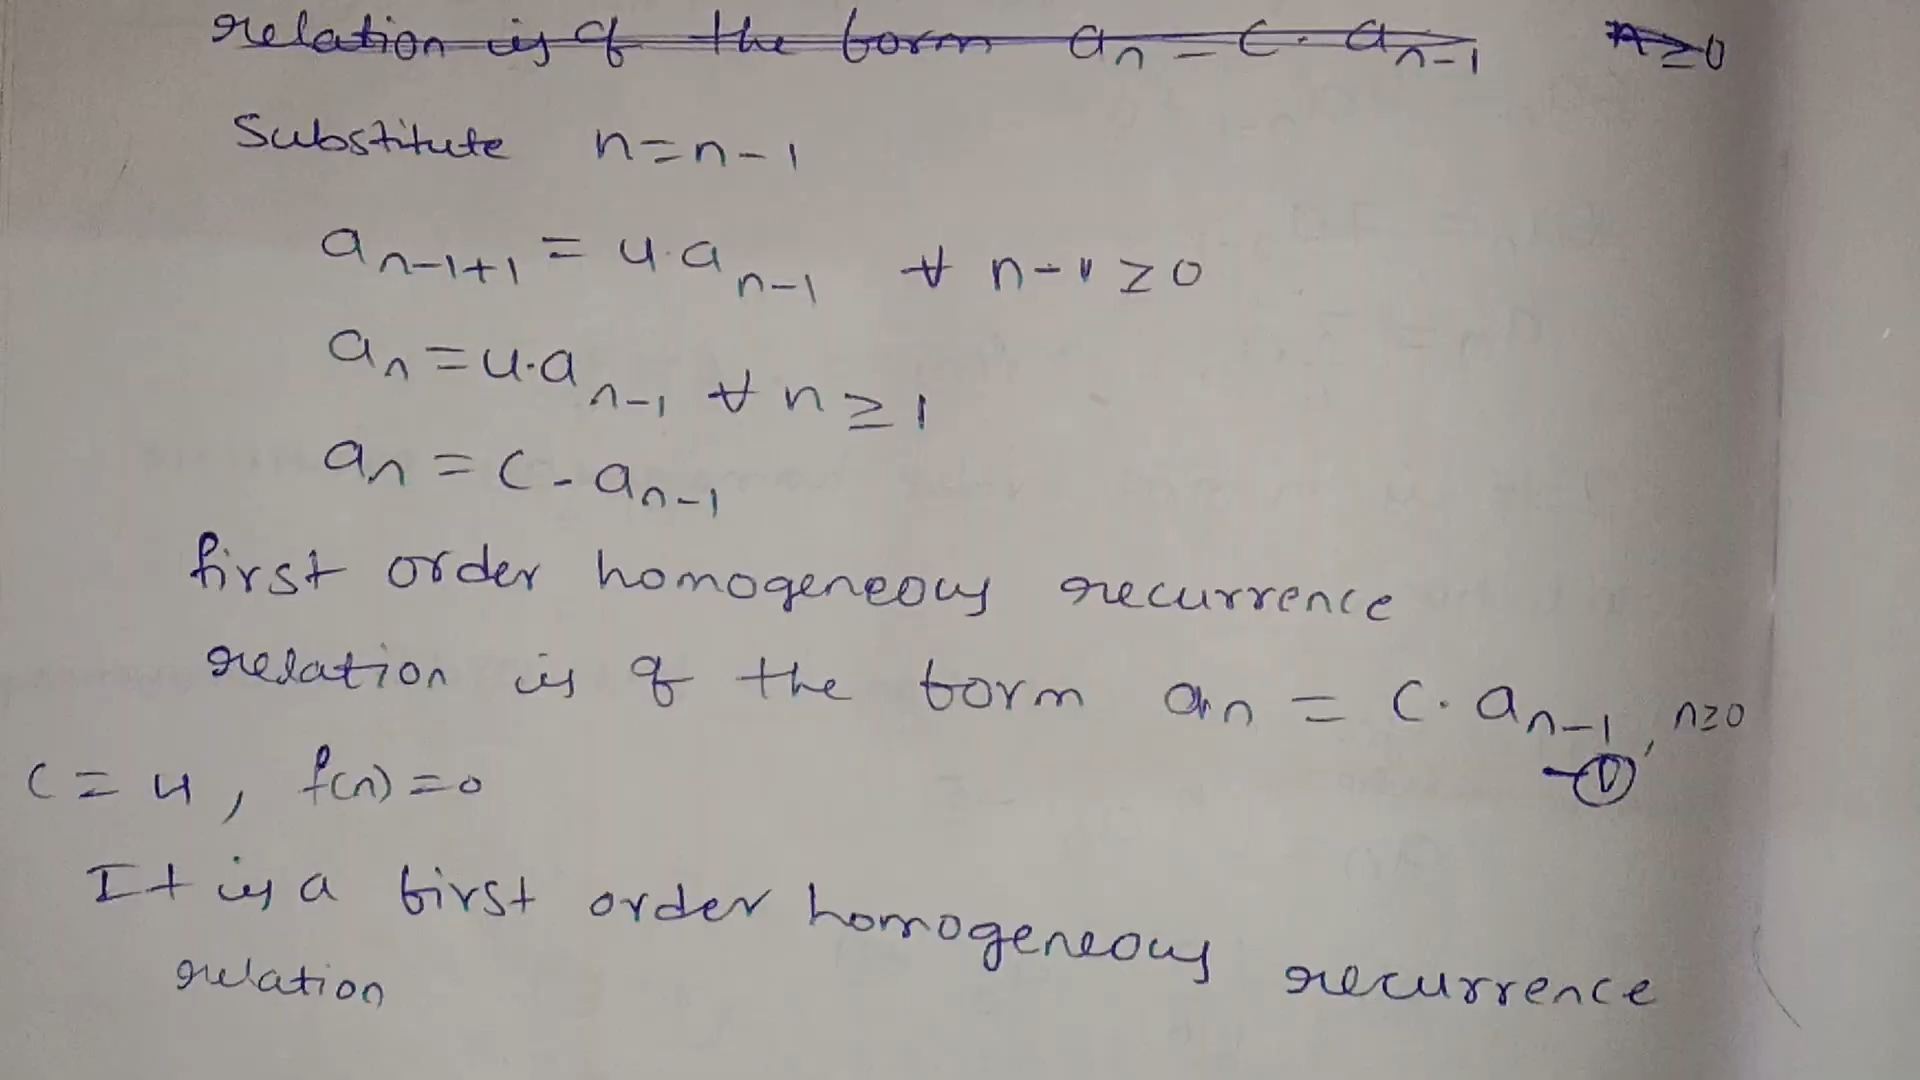 relation is of the form an = c. an-1 n≥0
Substitute n=n-1
an-1+1 = 4.an-1 ∀ n-1≥0
an=4.an-1 ∀ n≥1
an = c-an-1
first order homogeneous recurrence
relation is of the form an = c.an-1, n≥0
①
c=4, f(n)=0
It is a first order homogeneous recurrence
relation